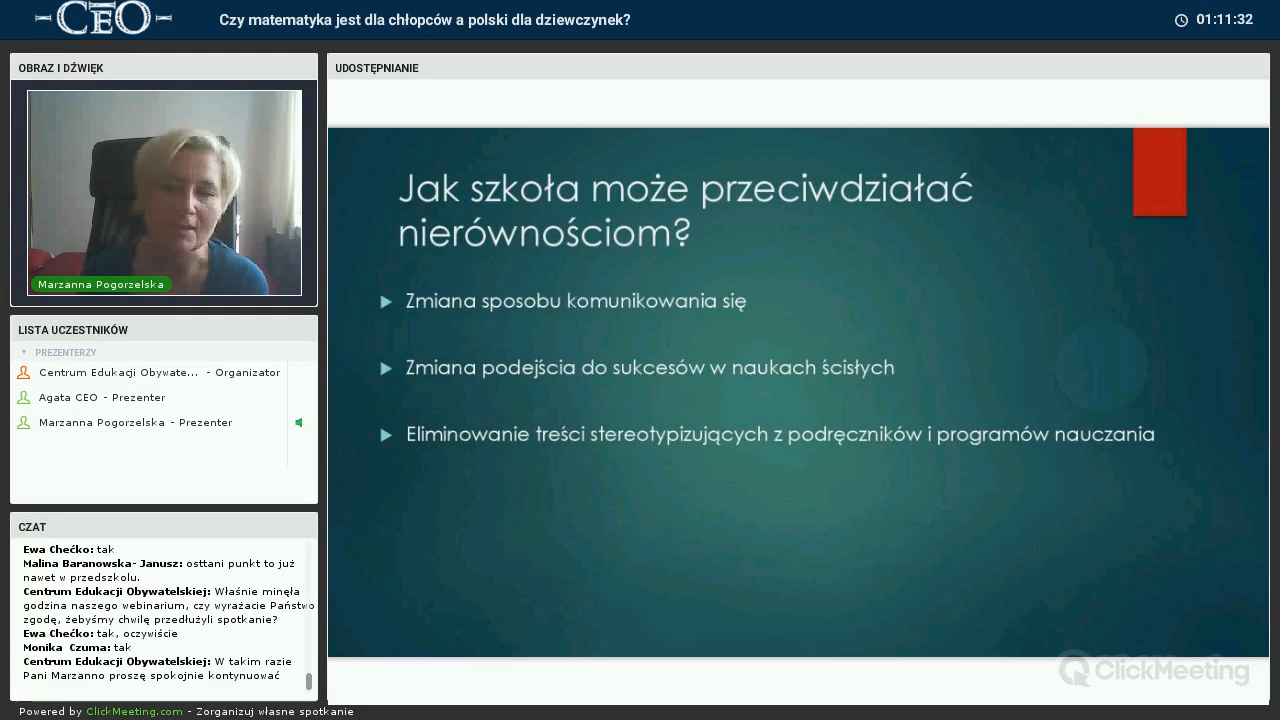 CEO
Czy matematyka jest dla chłopców a polski dla dziewczynek?
01:11:32
OBRAZ I DŹWIĘK
Marzanna Pogorzelska
LISTA UCZESTNIKÓW
PREZENTERZY
Centrum Edukacji Obywate... - Organizator
Agata CEO - Prezenter
Marzanna Pogorzelska - Prezenter
CZAT
Ewa Chećko: tak
Malina Baranowska- Janusz: osttani punkt to już
nawet w przedszkolu.
Centrum Edukacji Obywatelskiej: Właśnie minęła
godzina naszego webinarium, czy wyrażacie Państwo
zgodę, żebyśmy chwilę przedłużyli spotkanie?
Ewa Chećko: tak, oczywiście
Monika Czuma: tak
Centrum Edukacji Obywatelskiej: W takim razie
Pani Marzanno proszę spokojnie kontynuować
UDOSTĘPNIANIE
Jak szkoła może przeciwdziałać
nierównościom?
Zmiana sposobu komunikowania się
Zmiana podejścia do sukcesów w naukach ścisłych
Eliminowanie treści stereotypizujących z podręczników i programów nauczania
ClickMeeting
Powered by ClickMeeting.com - Zorganizuj własne spotkanie